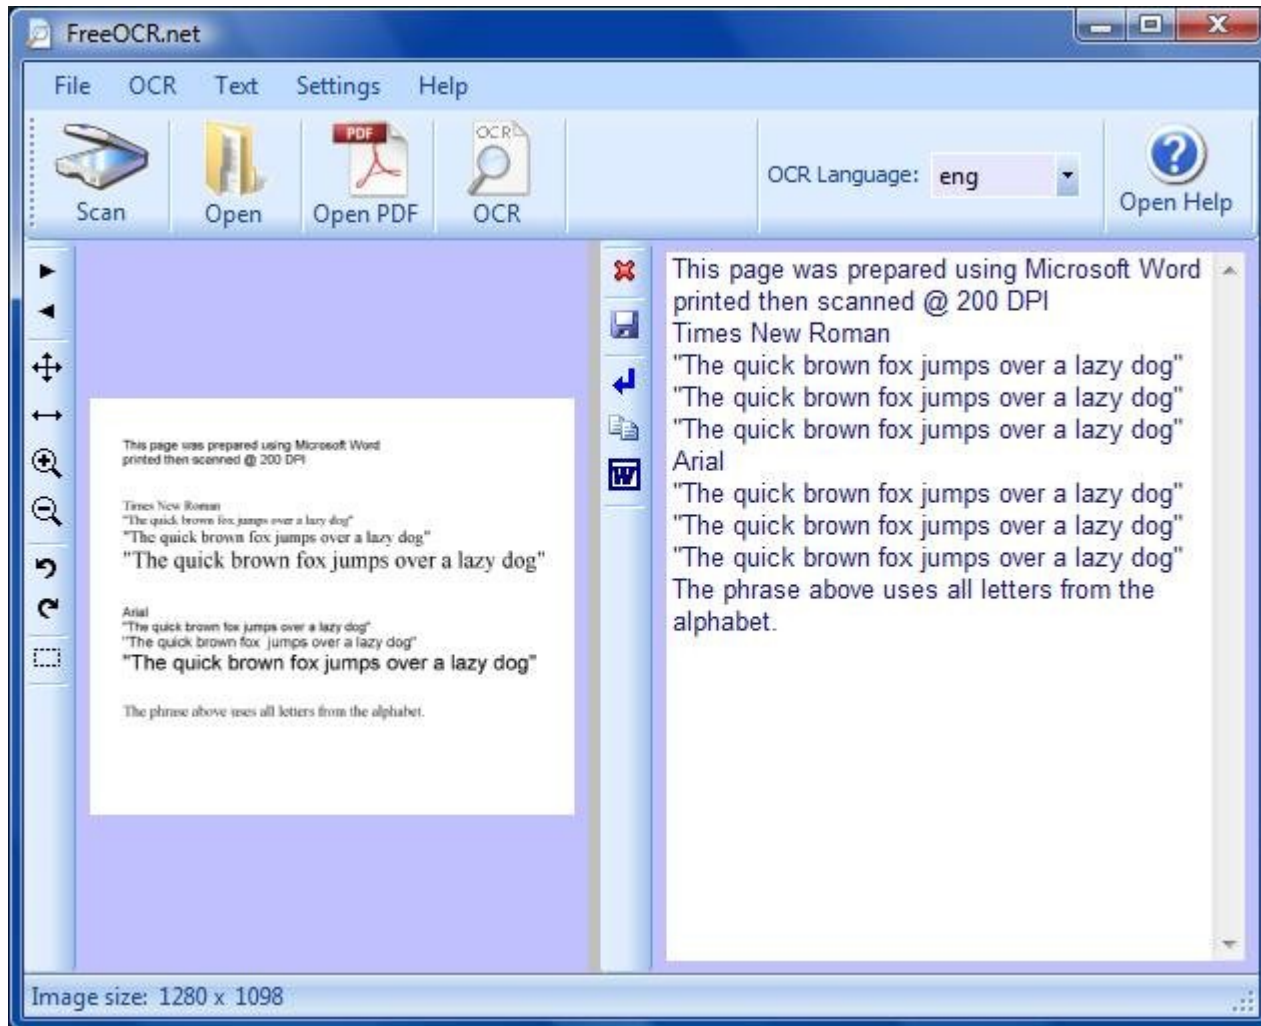 FreeOCR.net
File OCR Text Settings Help
PDF
OCR
Scan Open Open PDF OCR
OCR Language: eng
Open Help
This page was prepared using Microsoft Word
printed then scanned @ 200 DPI
Times New Roman
"The quick brown fox jumps over a lazy dog"
"The quick brown fox jumps over a lazy dog"
"The quick brown fox jumps over a lazy dog"
Arial
"The quick brown fox jumps over a lazy dog"
"The quick brown fox jumps over a lazy dog"
"The quick brown fox jumps over a lazy dog"
The phrase above uses all letters from the alphabet.
W
This page was prepared using Microsoft Word
printed then scanned @ 200 DPI
Times New Roman
"The quick brown fox jumps over a lazy dog"
"The quick brown fox jumps over a lazy dog"
"The quick brown fox jumps over a lazy dog"
Arial
"The quick brown fox jumps over a lazy dog"
"The quick brown fox jumps over a lazy dog"
"The quick brown fox jumps over a lazy dog"
The phrase above uses all letters from the
alphabet.
Image size: 1280 x 1098